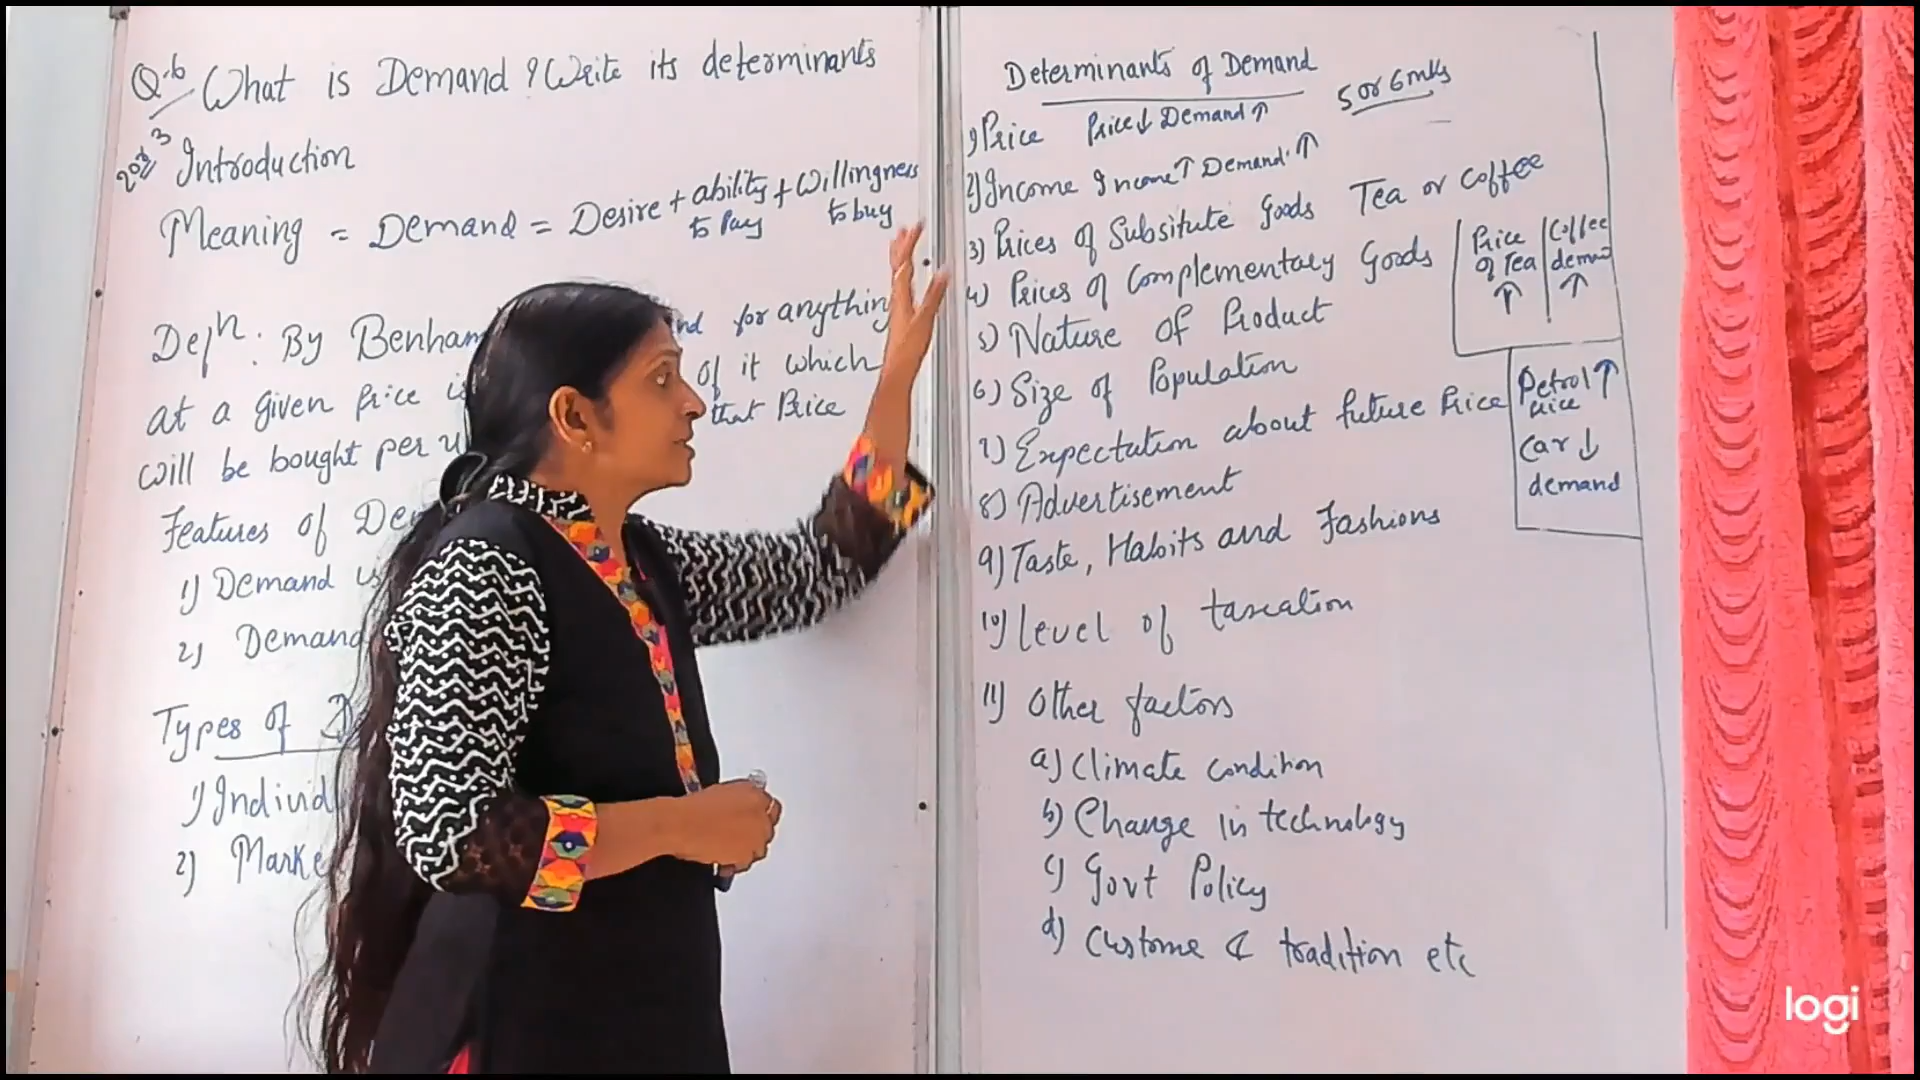 Q.6 What is Demand? Write its determinants
Introduction
Meaning = Demand = Desire + ability + Willingness
to Pay to buy
Defn: By Benham nd for anything
at a given price is of it which
will be bought per u that Price
Features of De
1) Demand is
2) Demand
Types of D
1) Individ
2) Marke
Determinants of Demand
5 or 6 mks
1) Price Price↓ Demand↑
2) Income Income↑ Demand↑
3) Prices of Subsitute Goods Tea or Coffee
4) Prices of Complementary Goods
Price of Tea ↑
Coffee demand ↑
5) Nature of Product
6) Size of Population
7) Expectation about future Price
Petrol↑
Price
Car↓
demand
8) Advertisement
9) Taste, Habits and Fashions
10) Level of taxation
11) Other factors
a) Climate condition
b) Change in technology
c) Govt Policy
d) Custome & tradition etc
logi